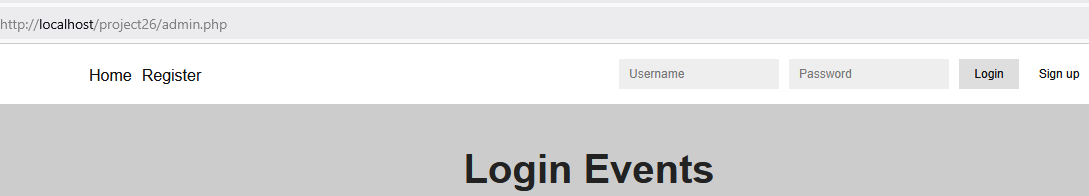 http://localhost/project26/admin.php
Home Register Username Password Login Sign up
Login Events